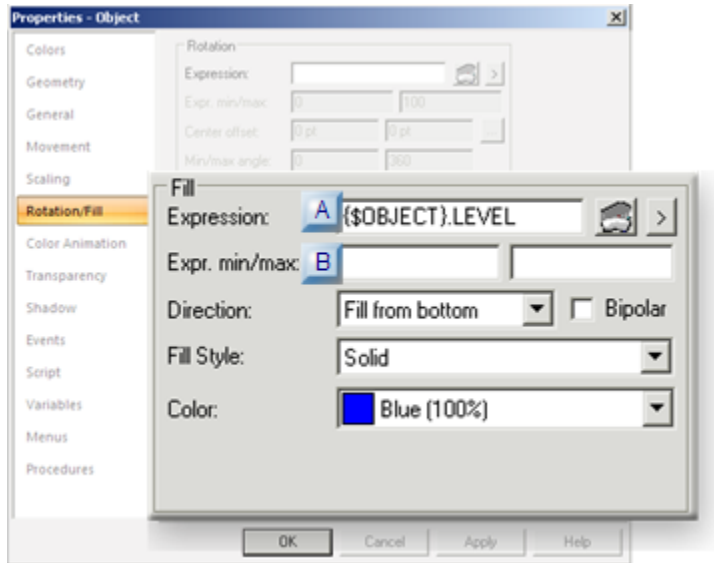 Properties - Object
Colors
Geometry
General
Movement
Scaling
Rotation/Fill
Color Animation
Transparency
Shadow
Events
Script
Variables
Menus
Procedures
Rotation
Expression: >
Expr. min/max: 0 100
Center offset: 0 pt 0 pt ...
Min/max angle: 0 360
Fill
Expression: A {$OBJECT}.LEVEL >
Expr. min/max: B
Direction: Fill from bottom Bipolar
Fill Style: Solid
Color: Blue (100%)
OK Cancel Apply Help